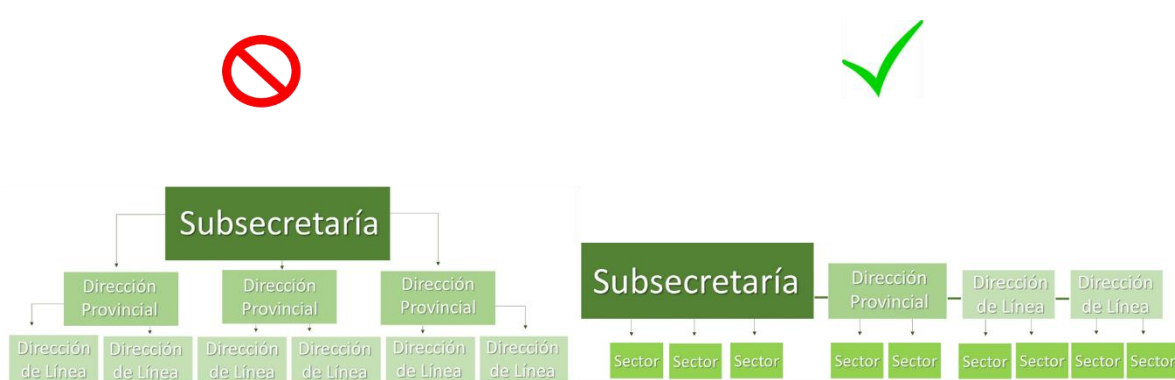 Subsecretaría
Dirección
Provincial
Dirección
Provincial
Dirección
Provincial
Dirección
de Línea
Dirección
de Línea
Dirección
de Línea
Dirección
de Línea
Dirección
de Línea
Dirección
de Línea
Subsecretaría
Dirección
Provincial
Dirección
de Línea
Dirección
de Línea
Sector
Sector
Sector
Sector
Sector
Sector
Sector
Sector
Sector